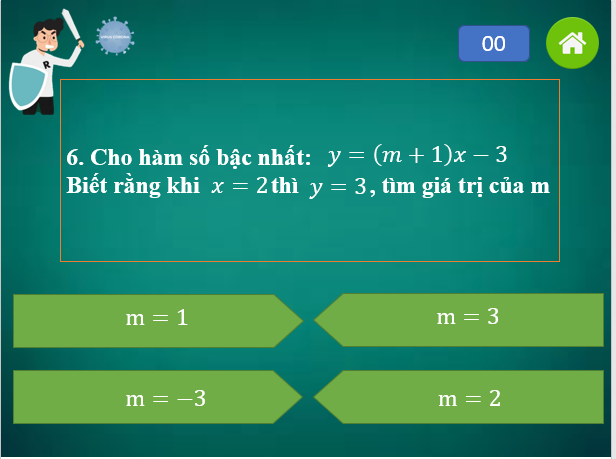 00
R
6. Cho hàm số bậc nhất: y = (m + 1)x − 3
Biết rằng khi x = 2 thì y = 3, tìm giá trị của m
m = 1
m = 3
m = −3
m = 2